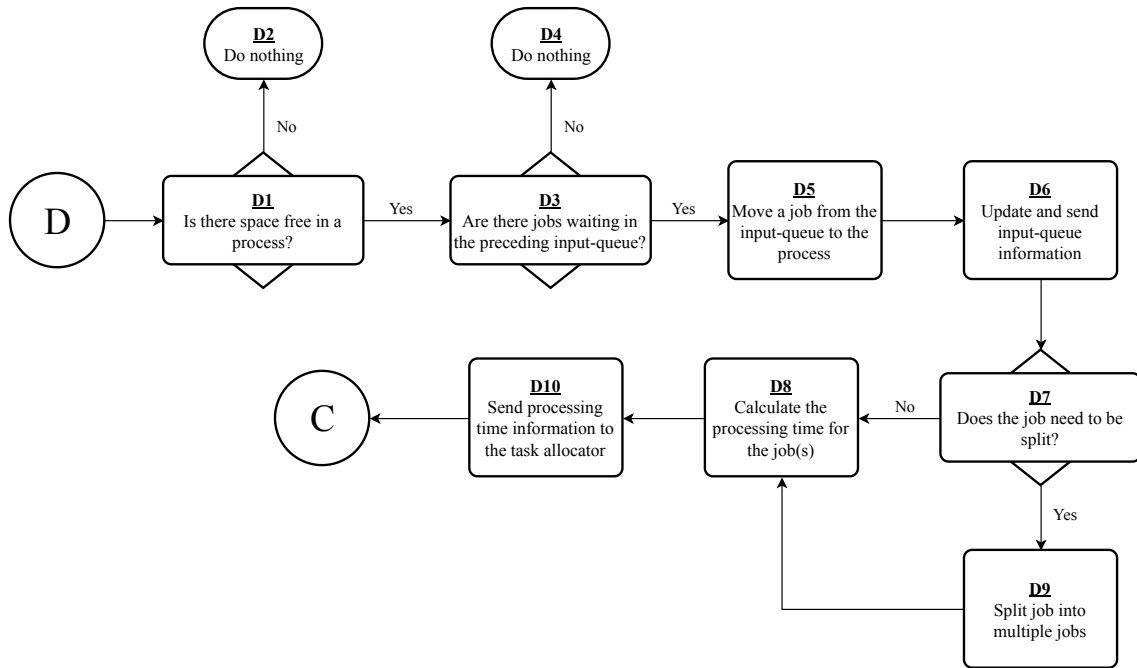 D2
Do nothing
D4
Do nothing
No
No
D
D1
Is there space free in a
process?
Yes
D3
Are there jobs waiting in
the preceding input-queue?
Yes
D5
Move a job from the
input-queue to the
process
D6
Update and send
input-queue
information
C
D10
Send processing
time information to
the task allocator
D8
Calculate the
processing time for
the job(s)
No
D7
Does the job need to be
split?
Yes
D9
Split job into
multiple jobs